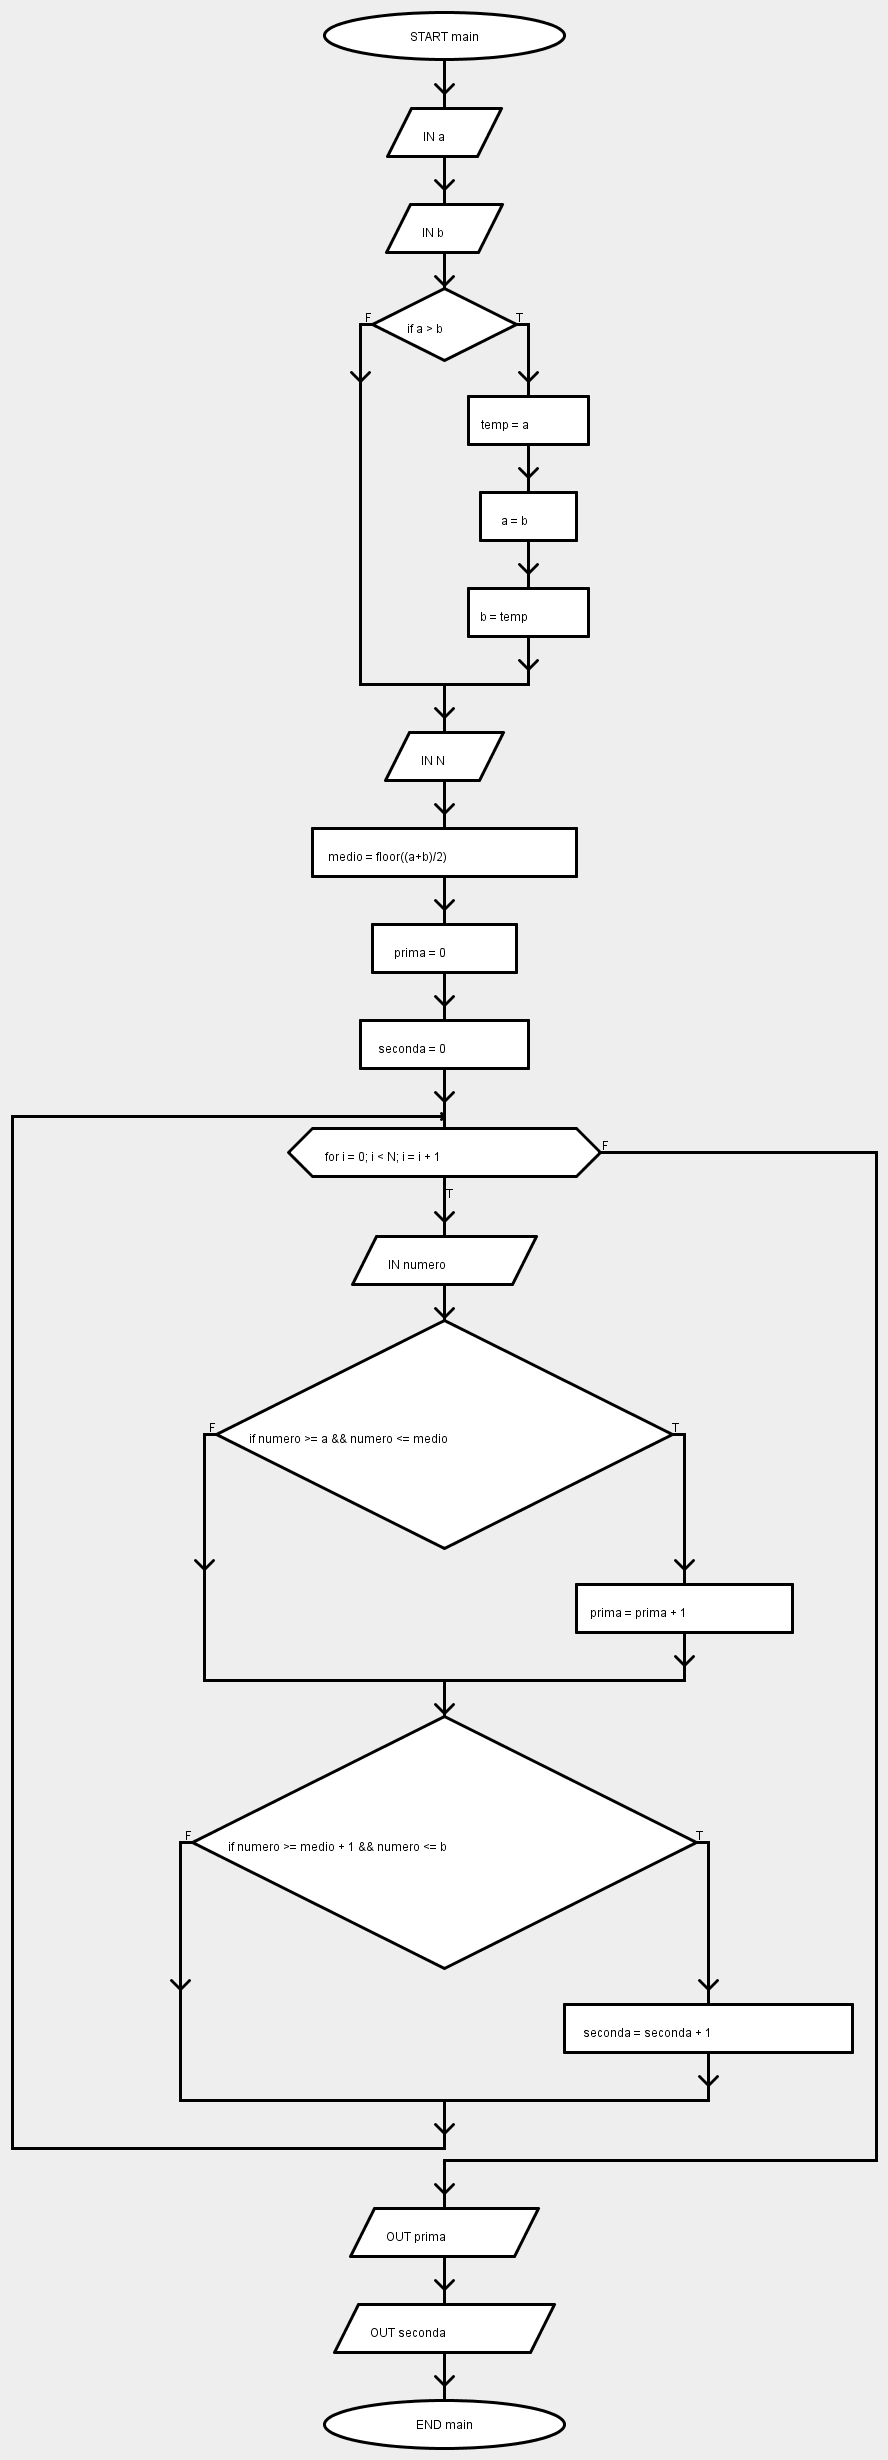 START main
IN a
IN b
F
if a > b
T
temp = a
a = b
b = temp
IN N
medio = floor((a+b)/2)
prima = 0
seconda = 0
for i = 0; i < N; i = i + 1
F
T
IN numero
F
if numero >= a && numero <= medio
T
prima = prima + 1
F
if numero >= medio + 1 && numero <= b
T
seconda = seconda + 1
OUT prima
OUT seconda
END main